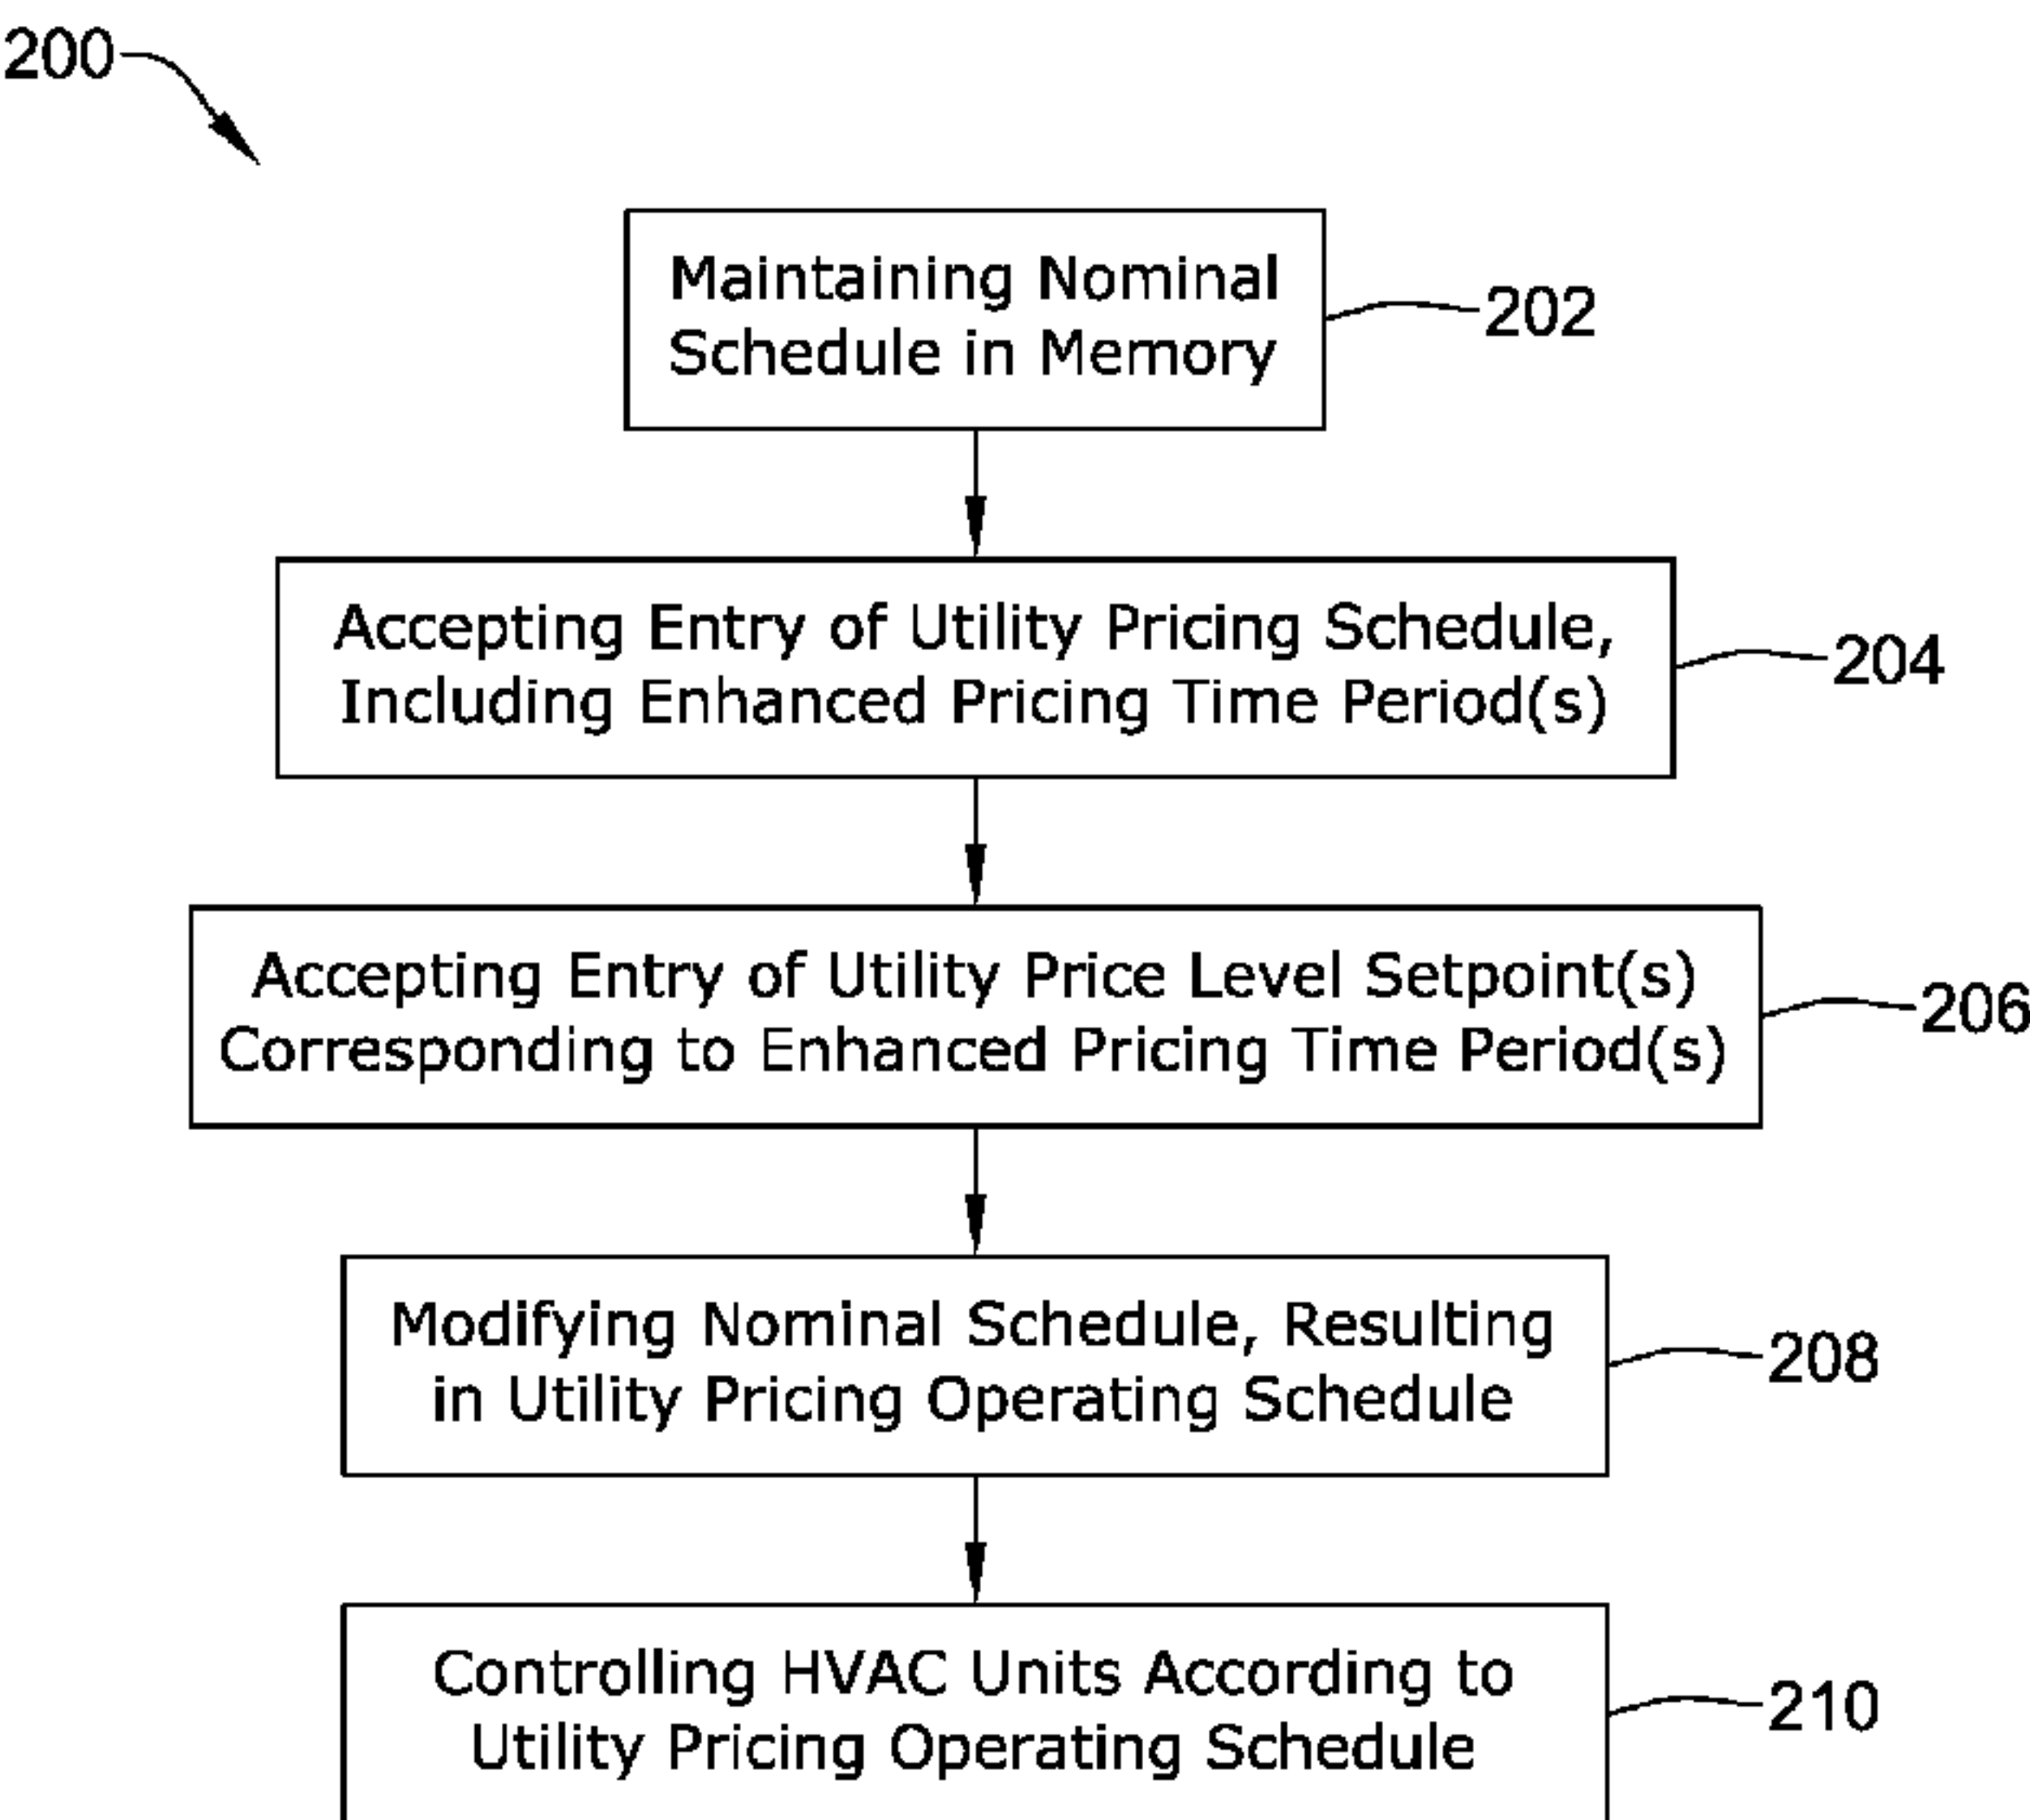 200
Maintaining Nominal
Schedule in Memory
202
Accepting Entry of Utility Pricing Schedule,
Including Enhanced Pricing Time Period(s)
204
Accepting Entry of Utility Price Level Setpoint(s)
Corresponding to Enhanced Pricing Time Period(s)
206
Modifying Nominal Schedule, Resulting
in Utility Pricing Operating Schedule
208
Controlling HVAC Units According to
Utility Pricing Operating Schedule
210